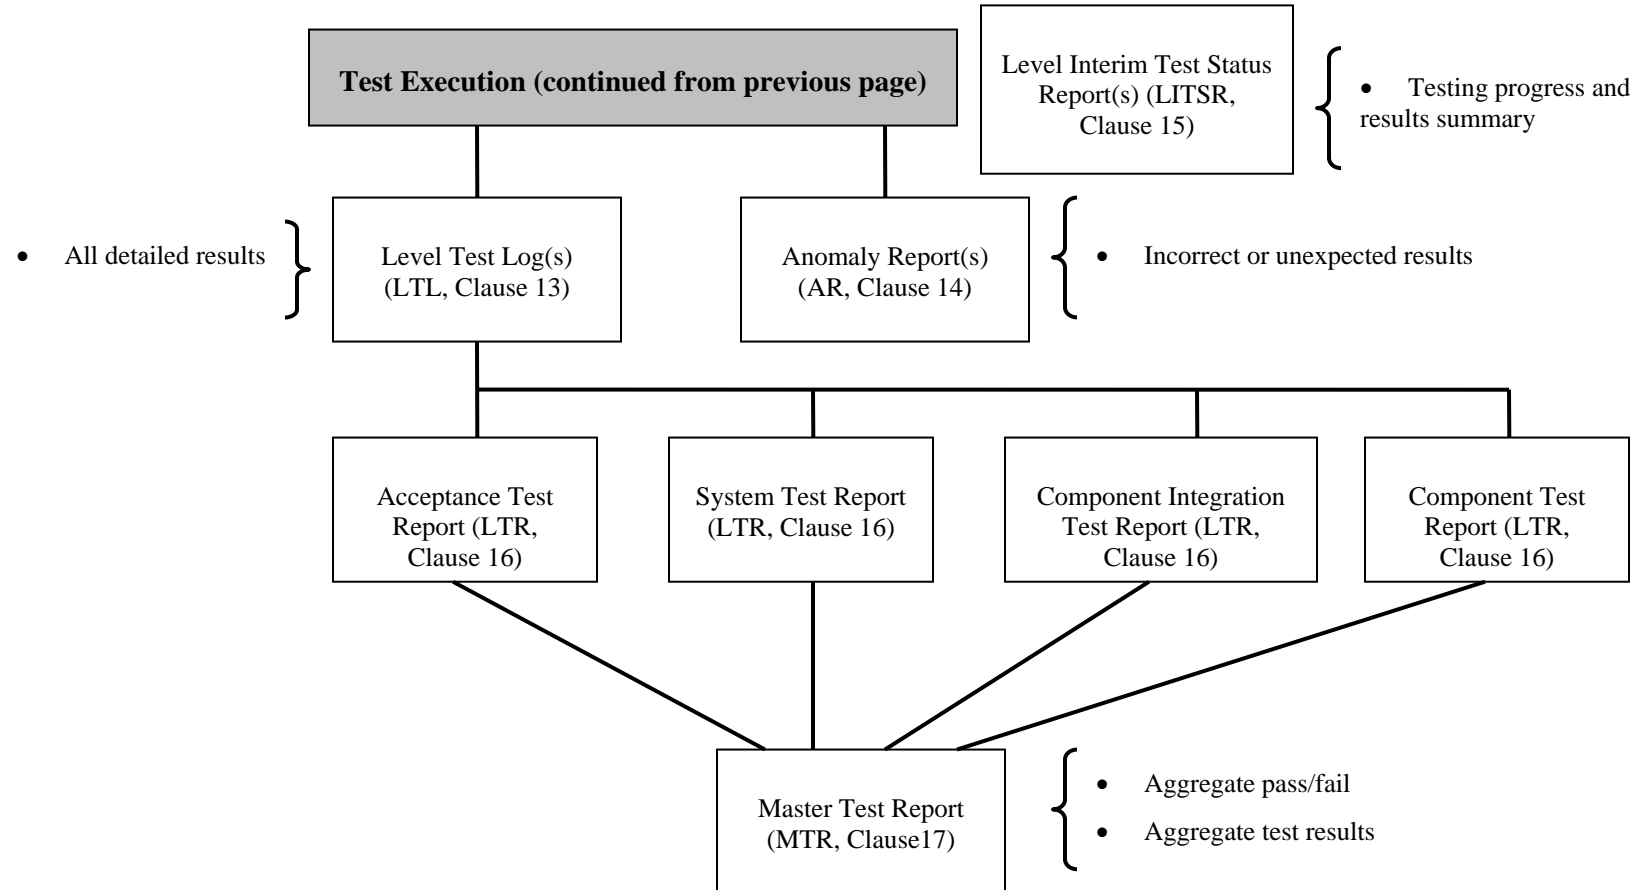 Test Execution (continued from previous page)
Level Interim Test Status
Report(s) (LITSR,
Clause 15)
• Testing progress and
results summary
• All detailed results
Level Test Log(s)
(LTL, Clause 13)
Anomaly Report(s)
(AR, Clause 14)
• Incorrect or unexpected results
Acceptance Test
Report (LTR,
Clause 16)
System Test Report
(LTR, Clause 16)
Component Integration
Test Report (LTR,
Clause 16)
Component Test
Report (LTR,
Clause 16)
Master Test Report
(MTR, Clause17)
• Aggregate pass/fail
• Aggregate test results